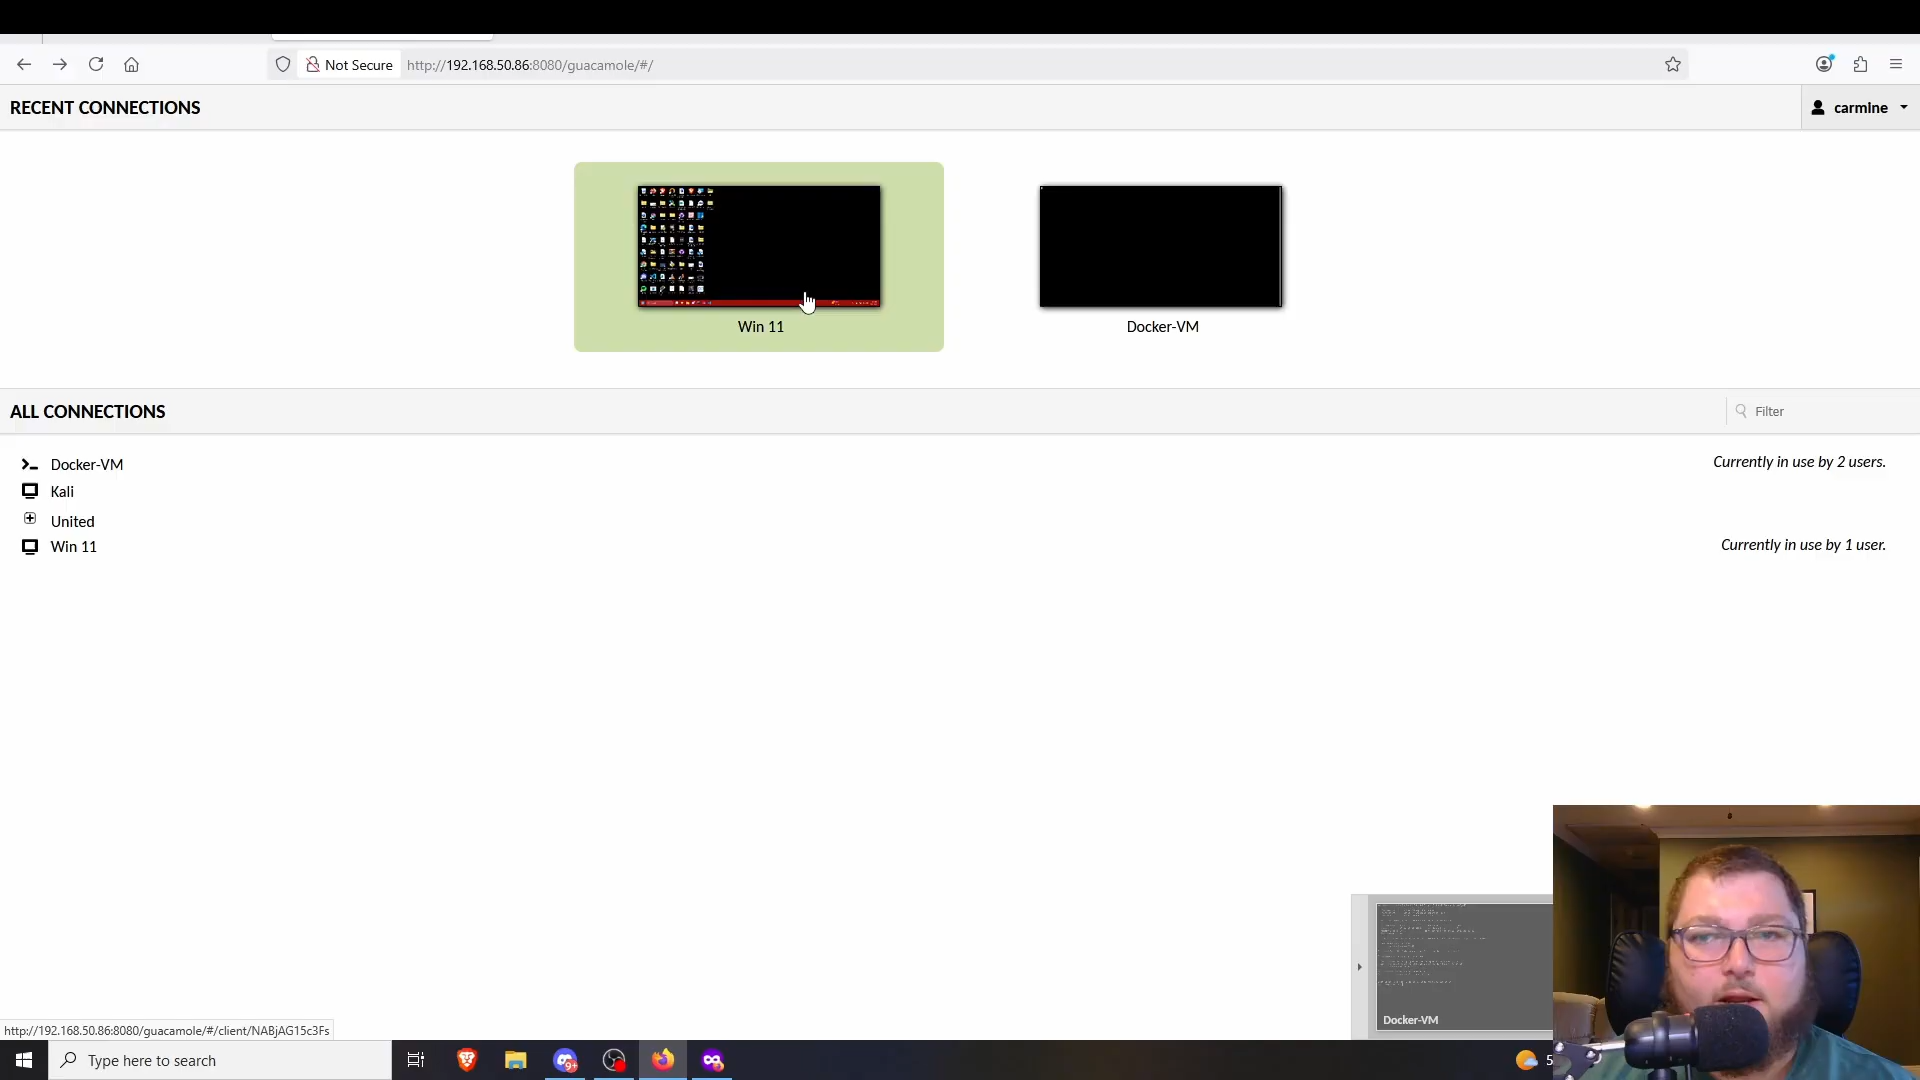 Not Secure
http://192.168.50.86:8080/guacamole/#/
RECENT CONNECTIONS
carmine
Win 11
Docker-VM
ALL CONNECTIONS
Filter
Docker-VM
Currently in use by 2 users.
Kali
United
Win 11
Currently in use by 1 user.
Docker-VM
http://192.168.50.86:8080/guacamole/#/client/NABjAG15c3Fs
Type here to search
9+
5